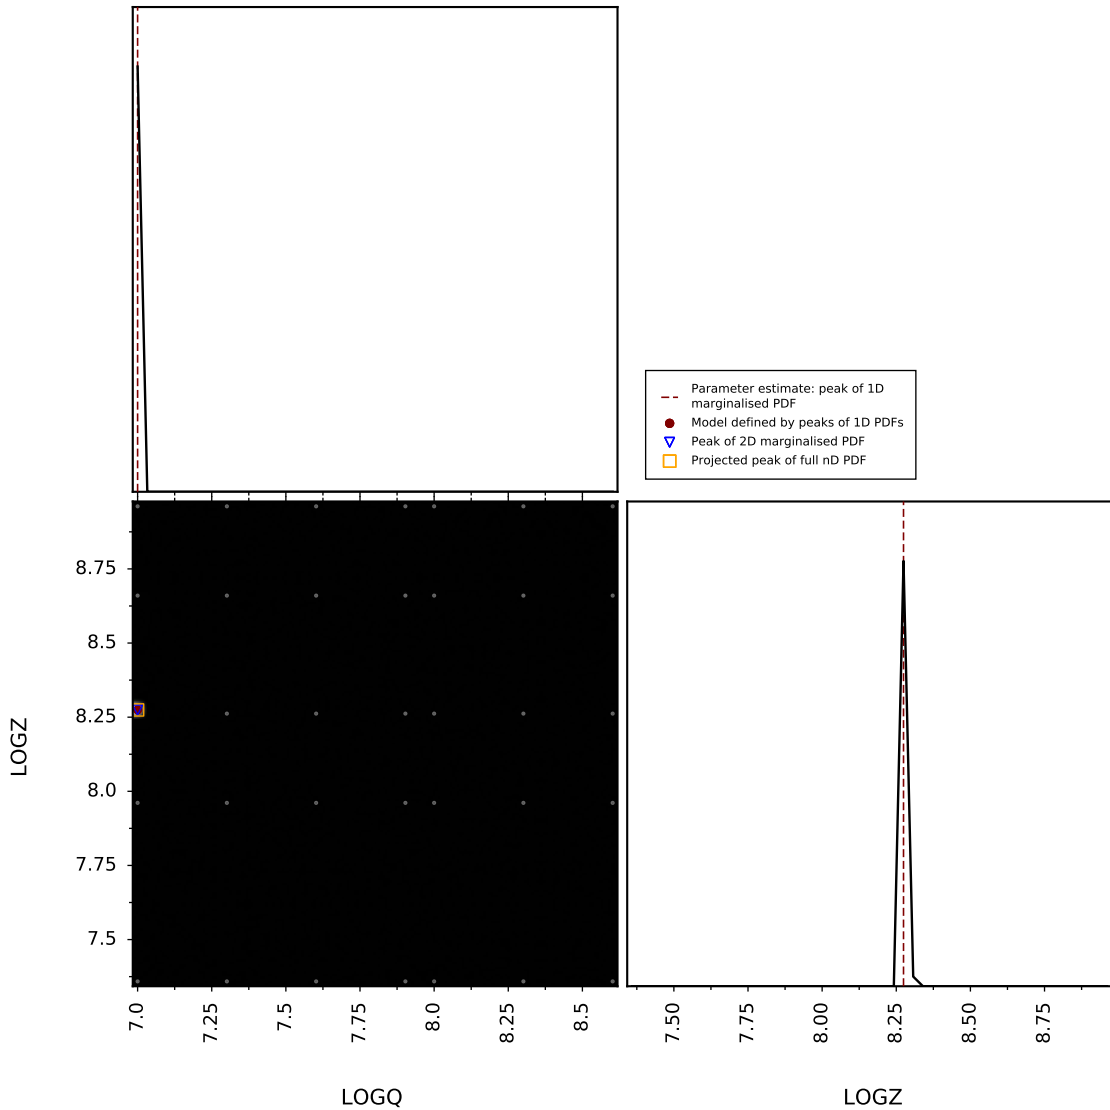 Parameter estimate: peak of 1D
marginalised PDF
Model defined by peaks of 1D PDFs
Peak of 2D marginalised PDF
Projected peak of full nD PDF
8.75
8.5
8.25
8.0
7.75
7.5
LOGZ
7.0 7.25 7.5 7.75 8.0 8.25 8.5
7.50 7.75 8.00 8.25 8.50 8.75
LOGQ
LOGZ